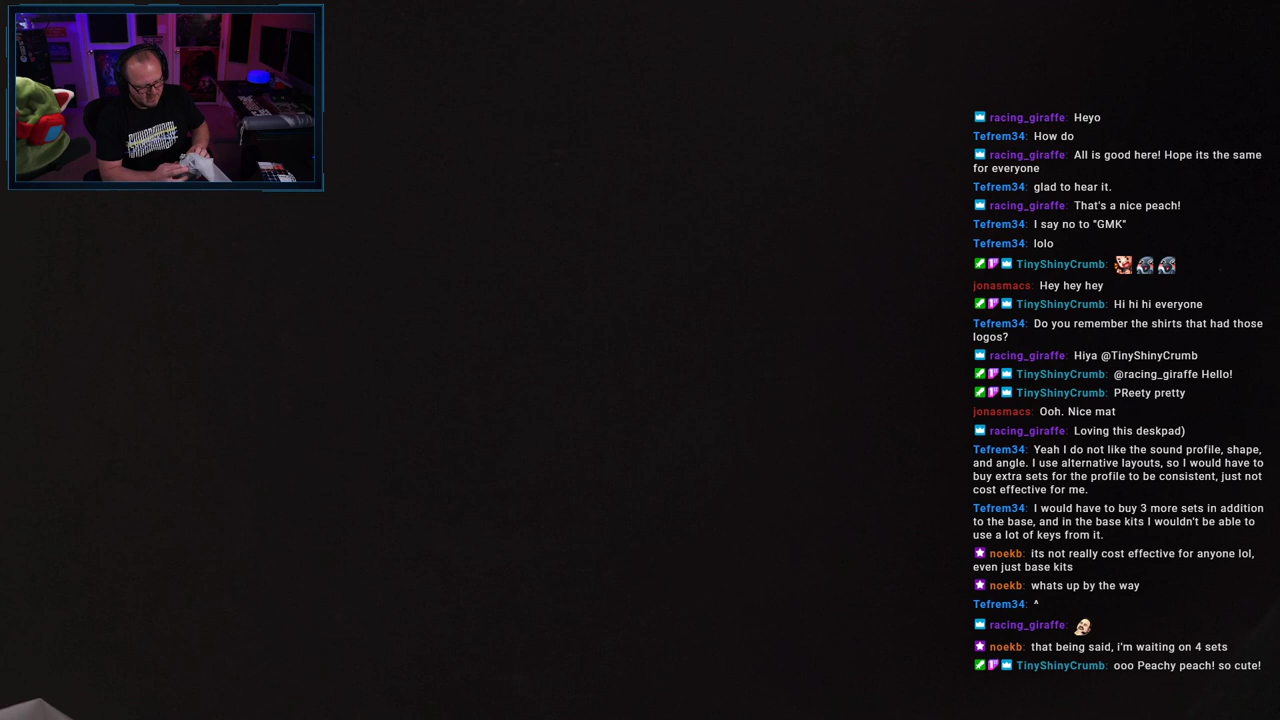 racing_giraffe: Heyo
Tefrem34: How do
racing_giraffe: All is good here! Hope its the same
for everyone
Tefrem34: glad to hear it.
racing_giraffe: That's a nice peach!
Tefrem34: I say no to "GMK"
Tefrem34: lolo
TinyShinyCrumb:
jonasmacs: Hey hey hey
TinyShinyCrumb: Hi hi hi everyone
Tefrem34: Do you remember the shirts that had those
logos?
racing_giraffe: Hiya @TinyShinyCrumb
TinyShinyCrumb: @racing_giraffe Hello!
TinyShinyCrumb: PReety pretty
jonasmacs: Ooh. Nice mat
racing_giraffe: Loving this deskpad)
Tefrem34: Yeah I do not like the sound profile, shape,
and angle. I use alternative layouts, so I would have to
buy extra sets for the profile to be consistent, just not
cost effective for me.
Tefrem34: I would have to buy 3 more sets in addition
to the base, and in the base kits I wouldn't be able to
use a lot of keys from it.
noekb: its not really cost effective for anyone lol,
even just base kits
noekb: whats up by the way
Tefrem34: ^
racing_giraffe:
noekb: that being said, i'm waiting on 4 sets
TinyShinyCrumb: ooo Peachy peach! so cute!